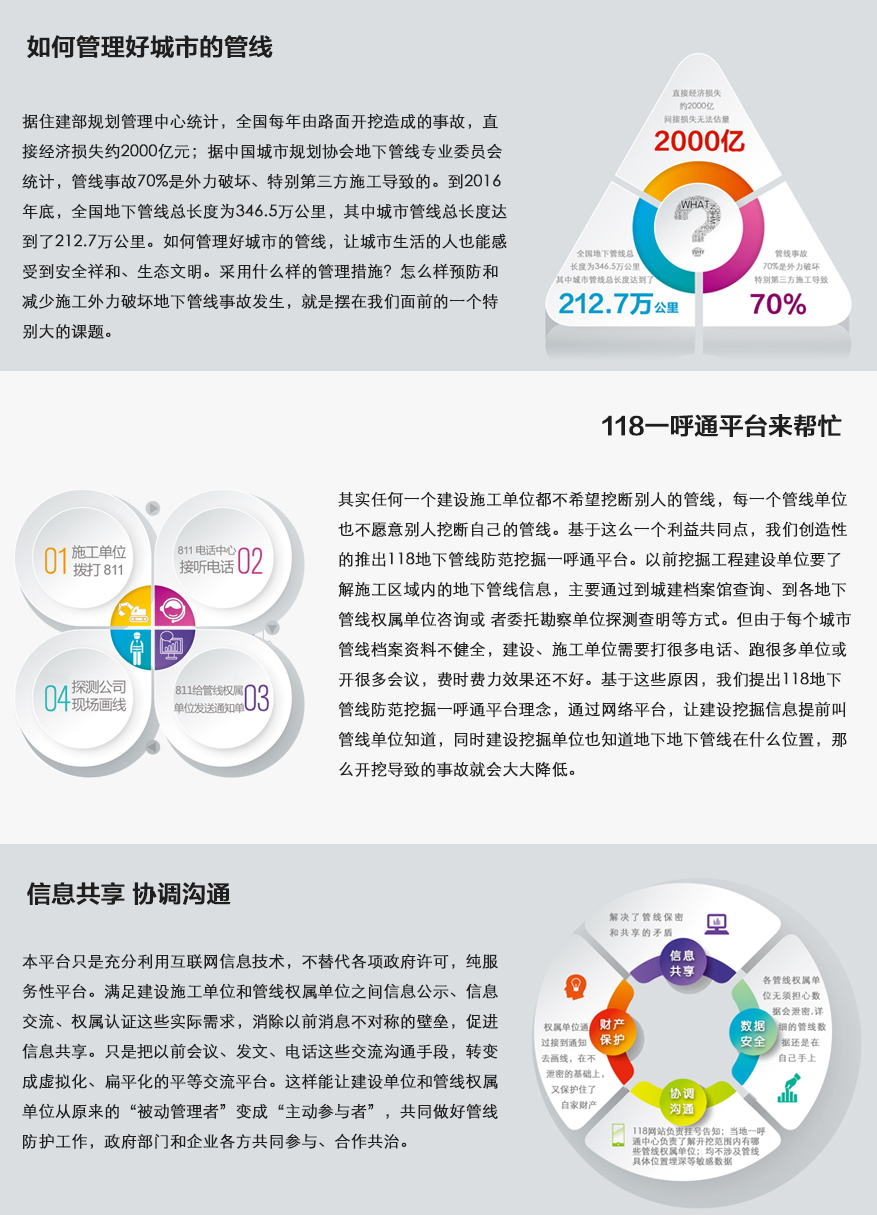 如何管理好城市的管线
据住建部规划管理中心统计，全国每年由路面开挖造成的事故，直
接经济损失约2000亿元；据中国城市规划协会地下管线专业委员会
统计，管线事故70%是外力破坏、特别第三方施工导致的。到2016
年底，全国地下管线总长度为346.5万公里，其中城市管线总长度达
到了212.7万公里。如何管理好城市的管线，让城市生活的人也能感
受到安全祥和、生态文明。采用什么样的管理措施？怎么样预防和
减少施工外力破坏地下管线事故发生，就是摆在我们面前的一个特
别大的课题。
直接经济损失
约2000亿
间接损失无法估量
2000亿
WHAT
?
WHY
全国地下管线总
长度为346.5万公里
其中城市管线总长度达到了
212.7万公里
管线事故
70%是外力破坏
特别第三方施工导致
70%
118一呼通平台来帮忙
01 施工单位
拨打 811
811 电话中心
接听电话 02
04 探测公司
现场画线
811给管线权属
单位发送通知单 03
其实任何一个建设施工单位都不希望挖断别人的管线，每一个管线单位
也不愿意别人挖断自己的管线。基于这么一个利益共同点，我们创造性
的推出118地下管线防范挖掘一呼通平台。以前挖掘工程建设单位要了
解施工区域内的地下管线信息，主要通过到城建档案馆查询、到各地下
管线权属单位咨询或 者委托勘察单位探测查明等方式。但由于每个城市
管线档案资料不健全，建设、施工单位需要打很多电话、跑很多单位或
开很多会议，费时费力效果还不好。基于这些原因，我们提出118地下
管线防范挖掘一呼通平台理念，通过网络平台，让建设挖掘信息提前叫
管线单位知道，同时建设挖掘单位也知道地下地下管线在什么位置，那
么开挖导致的事故就会大大降低。
信息共享 协调沟通
本平台只是充分利用互联网信息技术，不替代各项政府许可，纯服
务性平台。满足建设施工单位和管线权属单位之间信息公示、信息
交流、权属认证这些实际需求，消除以前消息不对称的壁垒，促进
信息共享。只是把以前会议、发文、电话这些交流沟通手段，转变
成虚拟化、扁平化的平等交流平台。这样能让建设单位和管线权属
单位从原来的“被动管理者”变成“主动参与者”，共同做好管线
防护工作，政府部门和企业各方共同参与、合作共治。
解决了管线保密
和共享的矛盾
信息
共享
各管线权属单
位无须担心数
据会泄密.详
细的管线数
据还是在
自己手上
数据
安全
财产
保护
权属单位通
过接到通知
去画线，在不
泄密的基础上，
又保护住了
自家财产
协调
沟通
118网站负责挂号告知；当地一呼
通中心负责了解开挖范围内有哪
些管线权属单位；均不涉及管线
具体位置埋深等敏感数据